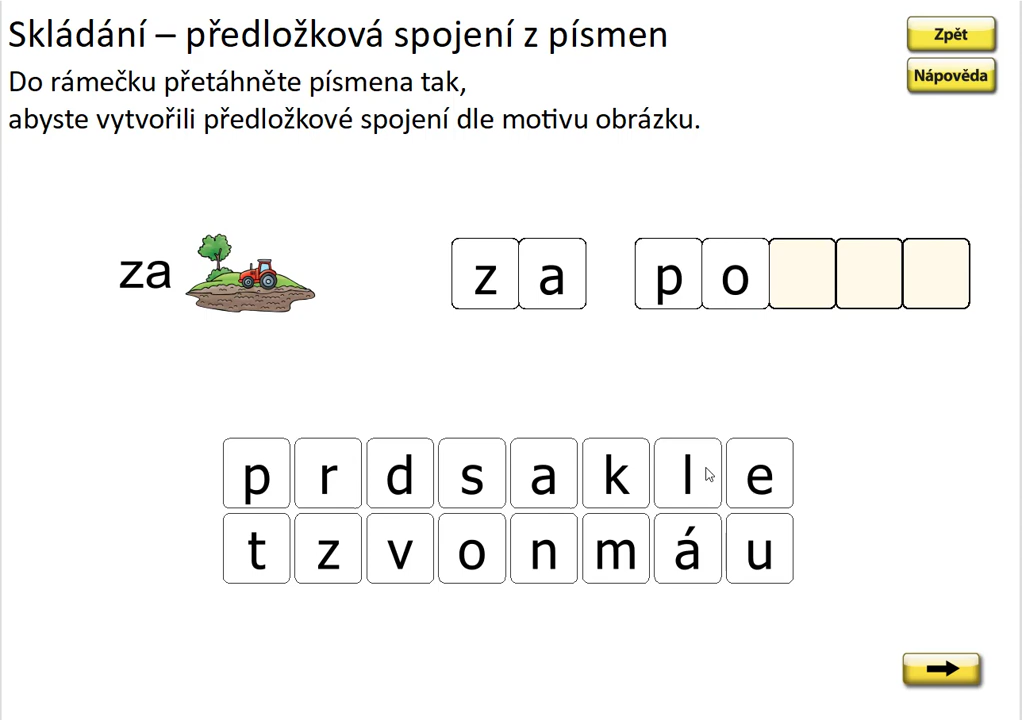 Skládání – předložková spojení z písmen
Zpět
Do rámečku přetáhněte písmena tak,
Nápověda
abyste vytvořili předložkové spojení dle motivu obrázku.
za
z a p o
p r d s a k l e
t z v o n m á u